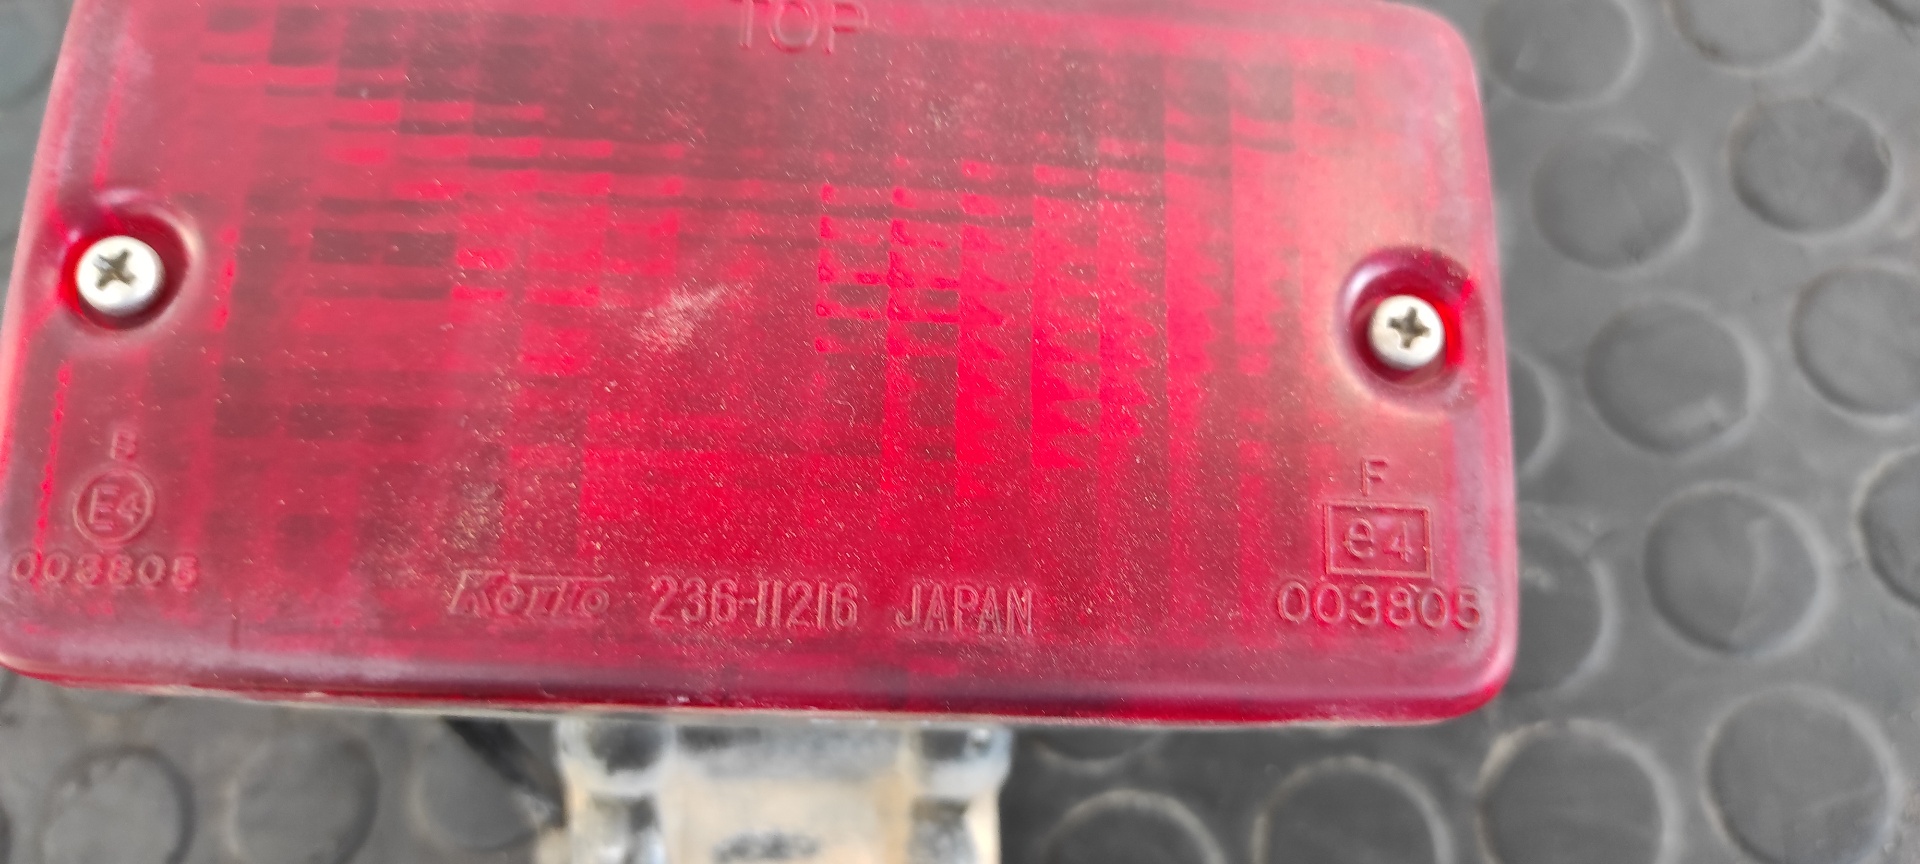 TOP
B
E4
003805
Koito 236-11216 JAPAN
F
e4
003805